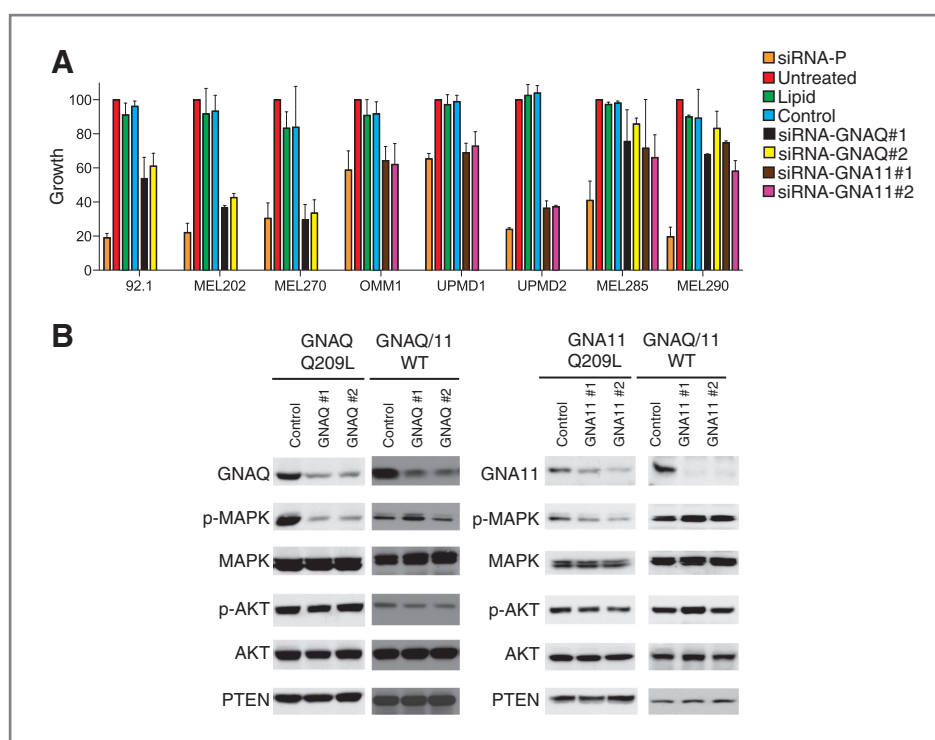 A
siRNA-P
Untreated
Lipid
Control
siRNA-GNAQ#1
siRNA-GNAQ#2
siRNA-GNA11#1
siRNA-GNA11#2
Growth
100
80
60
40
20
0
92.1 MEL202 MEL270 OMM1 UPMD1 UPMD2 MEL285 MEL290
B
GNAQ Q209L
GNAQ/11 WT
GNA11 Q209L
GNAQ/11 WT
Control GNAQ #1 GNAQ #2 Control GNAQ #1 GNAQ #2 Control GNA11 #1 GNA11 #2 Control GNA11 #1 GNA11 #2
GNAQ GNA11
p-MAPK p-MAPK
MAPK MAPK
p-AKT p-AKT
AKT AKT
PTEN PTEN